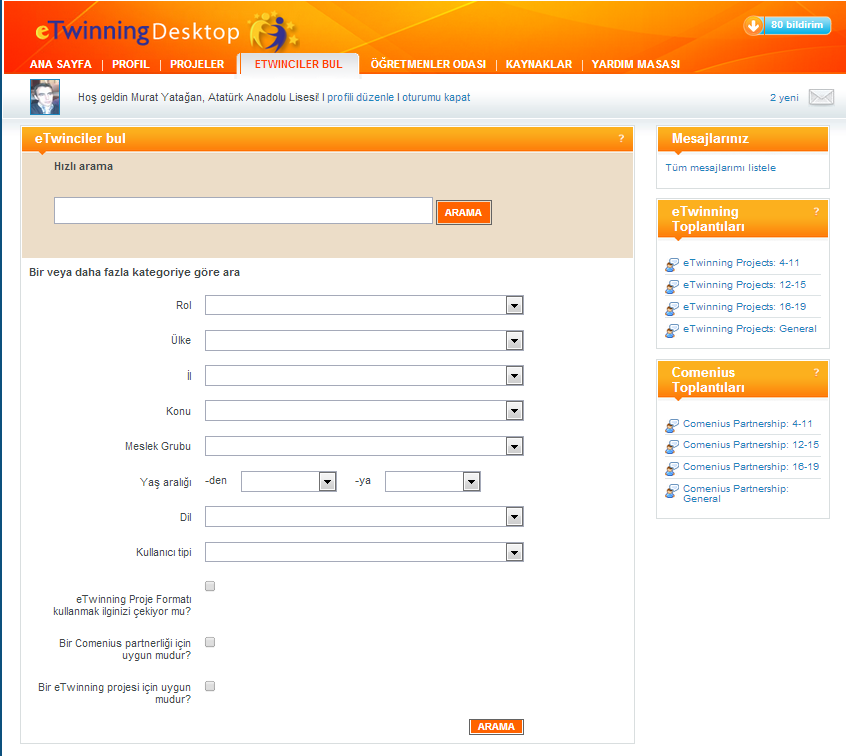 eTwinningDesktop
80 bildirim
ANA SAYFA | PROFIL | PROJELER | ETWINCILER BUL ÖĞRETMENLER ODASI | KAYNAKLAR | YARDIM MASASI
Hoş geldin Murat Yatağan, Atatürk Anadolu Lisesi! I profili düzenle I oturumu kapat
2 yeni
eTwinciler bul ?
Hızlı arama
ARAMA
Bir veya daha fazla kategoriye göre ara
Rol
Ülke
İl
Konu
Meslek Grubu
Yaş aralığı -den -ya
Dil
Kullanıcı tipi
eTwinning Proje Formatı
kullanmak ilginizi çekiyor mu?
Bir Comenius partnerliği için
uygun mudur?
Bir eTwinning projesi için uygun
mudur?
ARAMA
Mesajlarınız
Tüm mesajlarımı listele
eTwinning ?
Toplantıları
eTwinning Projects: 4-11
eTwinning Projects: 12-15
eTwinning Projects: 16-19
eTwinning Projects: General
Comenius ?
Toplantıları
Comenius Partnership: 4-11
Comenius Partnership: 12-15
Comenius Partnership: 16-19
Comenius Partnership:
General